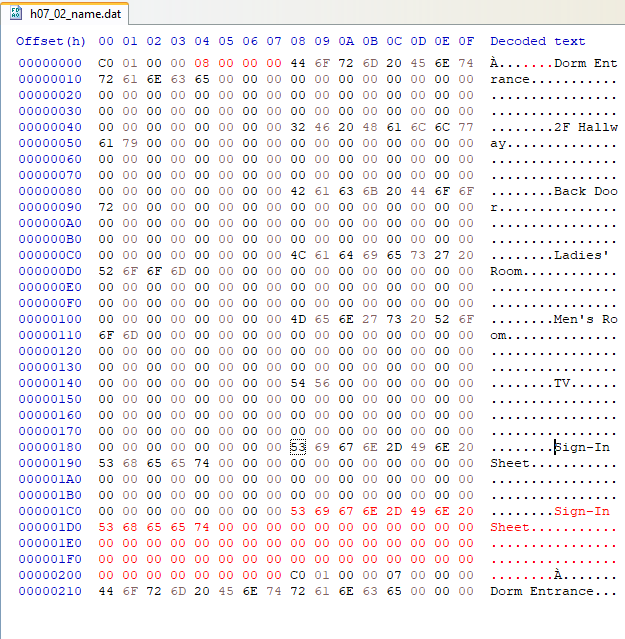 h07_02_name.dat
Offset(h) 00 01 02 03 04 05 06 07 08 09 0A 0B 0C 0D 0E 0F Decoded text
00000000 C0 01 00 00 08 00 00 00 44 6F 72 6D 20 45 6E 74 À.......Dorm Ent
00000010 72 61 6E 63 65 00 00 00 00 00 00 00 00 00 00 00 rance...........
00000020 00 00 00 00 00 00 00 00 00 00 00 00 00 00 00 00 ................
00000030 00 00 00 00 00 00 00 00 00 00 00 00 00 00 00 00 ................
00000040 00 00 00 00 00 00 00 00 32 46 20 48 61 6C 6C 77 ........2F Hallw
00000050 61 79 00 00 00 00 00 00 00 00 00 00 00 00 00 00 ay..............
00000060 00 00 00 00 00 00 00 00 00 00 00 00 00 00 00 00 ................
00000070 00 00 00 00 00 00 00 00 00 00 00 00 00 00 00 00 ................
00000080 00 00 00 00 00 00 00 00 42 61 63 6B 20 44 6F 6F ........Back Doo
00000090 72 00 00 00 00 00 00 00 00 00 00 00 00 00 00 00 r...............
000000A0 00 00 00 00 00 00 00 00 00 00 00 00 00 00 00 00 ................
000000B0 00 00 00 00 00 00 00 00 00 00 00 00 00 00 00 00 ................
000000C0 00 00 00 00 00 00 00 00 4C 61 64 69 65 73 27 20 ........Ladies'
000000D0 52 6F 6F 6D 00 00 00 00 00 00 00 00 00 00 00 00 Room............
000000E0 00 00 00 00 00 00 00 00 00 00 00 00 00 00 00 00 ................
000000F0 00 00 00 00 00 00 00 00 00 00 00 00 00 00 00 00 ................
00000100 00 00 00 00 00 00 00 00 4D 65 6E 27 73 20 52 6F ........Men's Ro
00000110 6F 6D 00 00 00 00 00 00 00 00 00 00 00 00 00 00 om..............
00000120 00 00 00 00 00 00 00 00 00 00 00 00 00 00 00 00 ................
00000130 00 00 00 00 00 00 00 00 00 00 00 00 00 00 00 00 ................
00000140 00 00 00 00 00 00 00 00 54 56 00 00 00 00 00 00 ........TV......
00000150 00 00 00 00 00 00 00 00 00 00 00 00 00 00 00 00 ................
00000160 00 00 00 00 00 00 00 00 00 00 00 00 00 00 00 00 ................
00000170 00 00 00 00 00 00 00 00 00 00 00 00 00 00 00 00 ................
00000180 00 00 00 00 00 00 00 00 53 69 67 6E 2D 49 6E 20 ........Sign-In
00000190 53 68 65 65 74 00 00 00 00 00 00 00 00 00 00 00 Sheet...........
000001A0 00 00 00 00 00 00 00 00 00 00 00 00 00 00 00 00 ................
000001B0 00 00 00 00 00 00 00 00 00 00 00 00 00 00 00 00 ................
000001C0 00 00 00 00 00 00 00 00 53 69 67 6E 2D 49 6E 20 ........Sign-In
000001D0 53 68 65 65 74 00 00 00 00 00 00 00 00 00 00 00 Sheet...........
000001E0 00 00 00 00 00 00 00 00 00 00 00 00 00 00 00 00 ................
000001F0 00 00 00 00 00 00 00 00 00 00 00 00 00 00 00 00 ................
00000200 00 00 00 00 00 00 00 00 C0 01 00 00 07 00 00 00 ........À.......
00000210 44 6F 72 6D 20 45 6E 74 72 61 6E 63 65 00 00 00 Dorm Entrance...